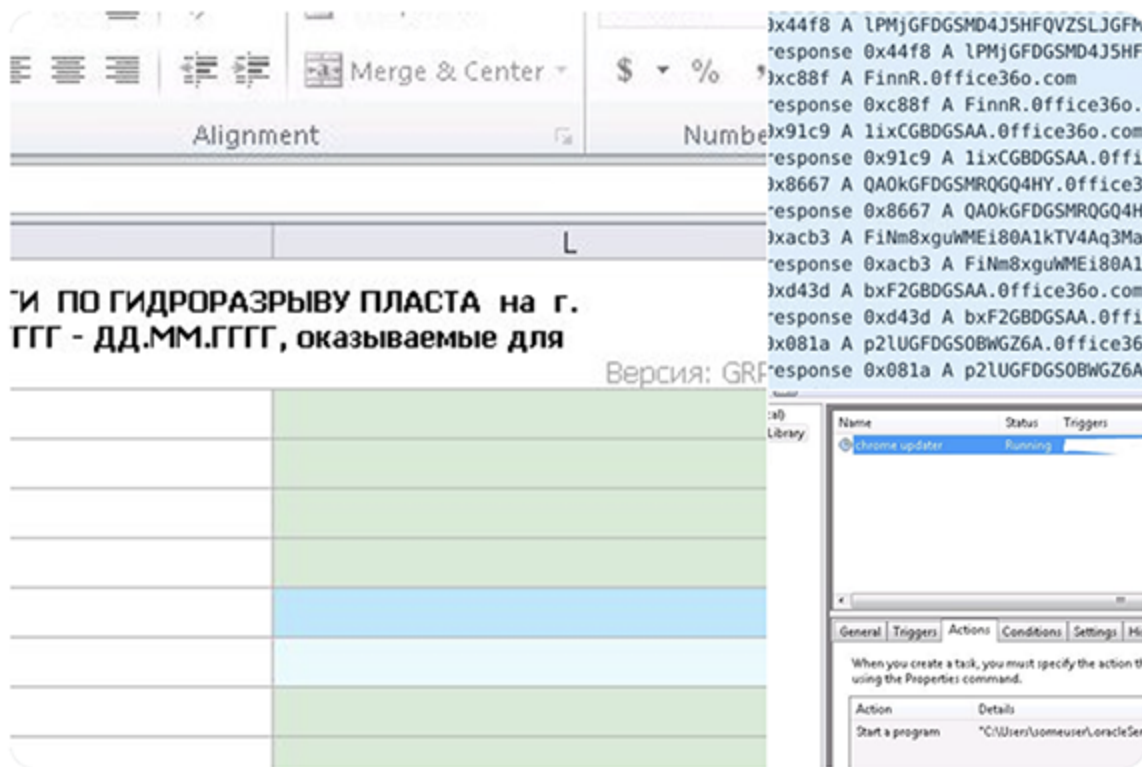 Merge & Center
$ %
Alignment
Numbe
L
ТИ ПО ГИДРОРАЗРЫВУ ПЛАСТА на г.
ГГГ - ДД.ММ.ГГГГ, оказываемые для
Версия: GRP
0x44f8 A lPMjGFDGSMD4J5HFQVZSLJGFM
response 0x44f8 A lPMjGFDGSMD4J5HF
0xc88f A FinnR.0ffice36o.com
response 0xc88f A FinnR.0ffice36o.
0x91c9 A 1ixCGBDGSAA.0ffice36o.com
response 0x91c9 A 1ixCGBDGSAA.0ffi
0x8667 A QAOkGFDGSMRQGQ4HY.0ffice3
response 0x8667 A QAOkGFDGSMRQGQ4H
0xacb3 A FiNm8xguWMEi80A1kTV4Aq3Ma
response 0xacb3 A FiNm8xguWMEi80A1
0xd43d A bxF2GBDGSAA.0ffice36o.com
response 0xd43d A bxF2GBDGSAA.0ffi
0x081a A p2lUGFDGSOBWGZ6A.0ffice36
response 0x081a A p2lUGFDGSOBWGZ6A
cal)
Library
Name Status Triggers
chrome updater Running
General Triggers Actions Conditions Settings Hi
When you create a task, you must specify the action th
using the Properties command.
Action Details
Start a program "C:\Users\someuser\.oracleSer